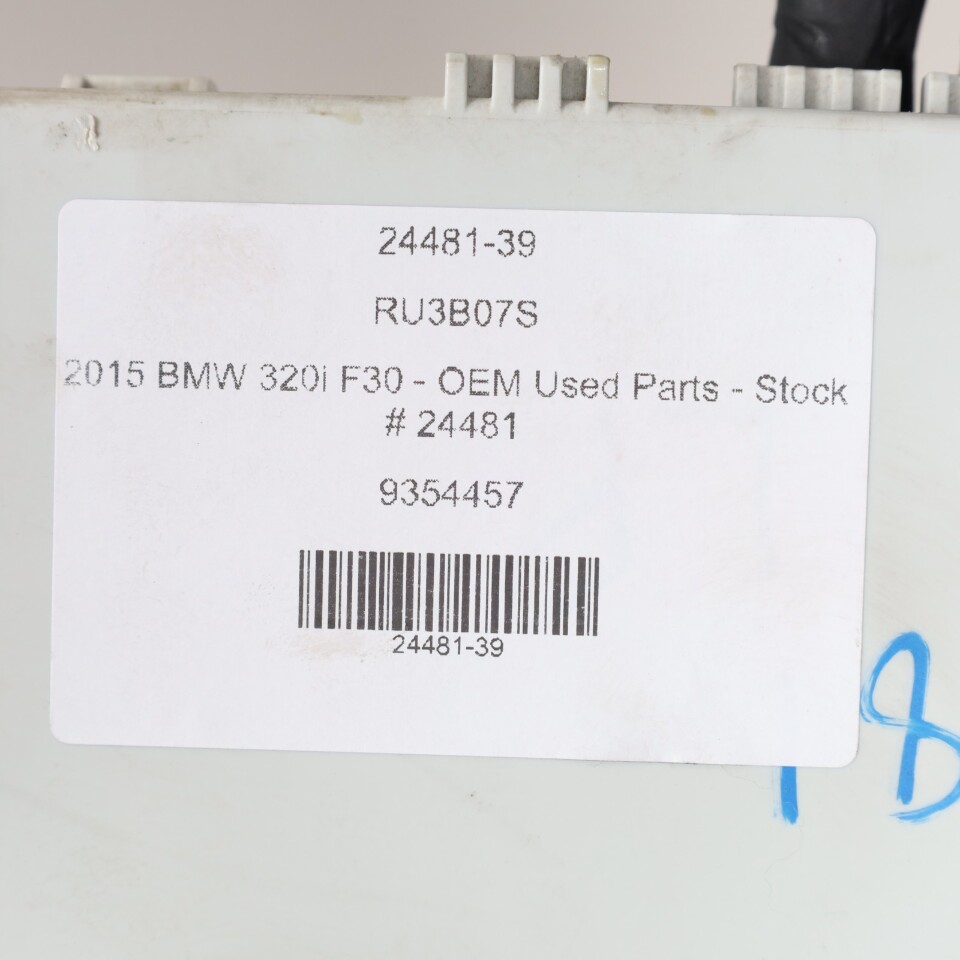 24481-39
RU3B07S
2015 BMW 320i F30 - OEM Used Parts - Stock
# 24481
9354457
24481-39